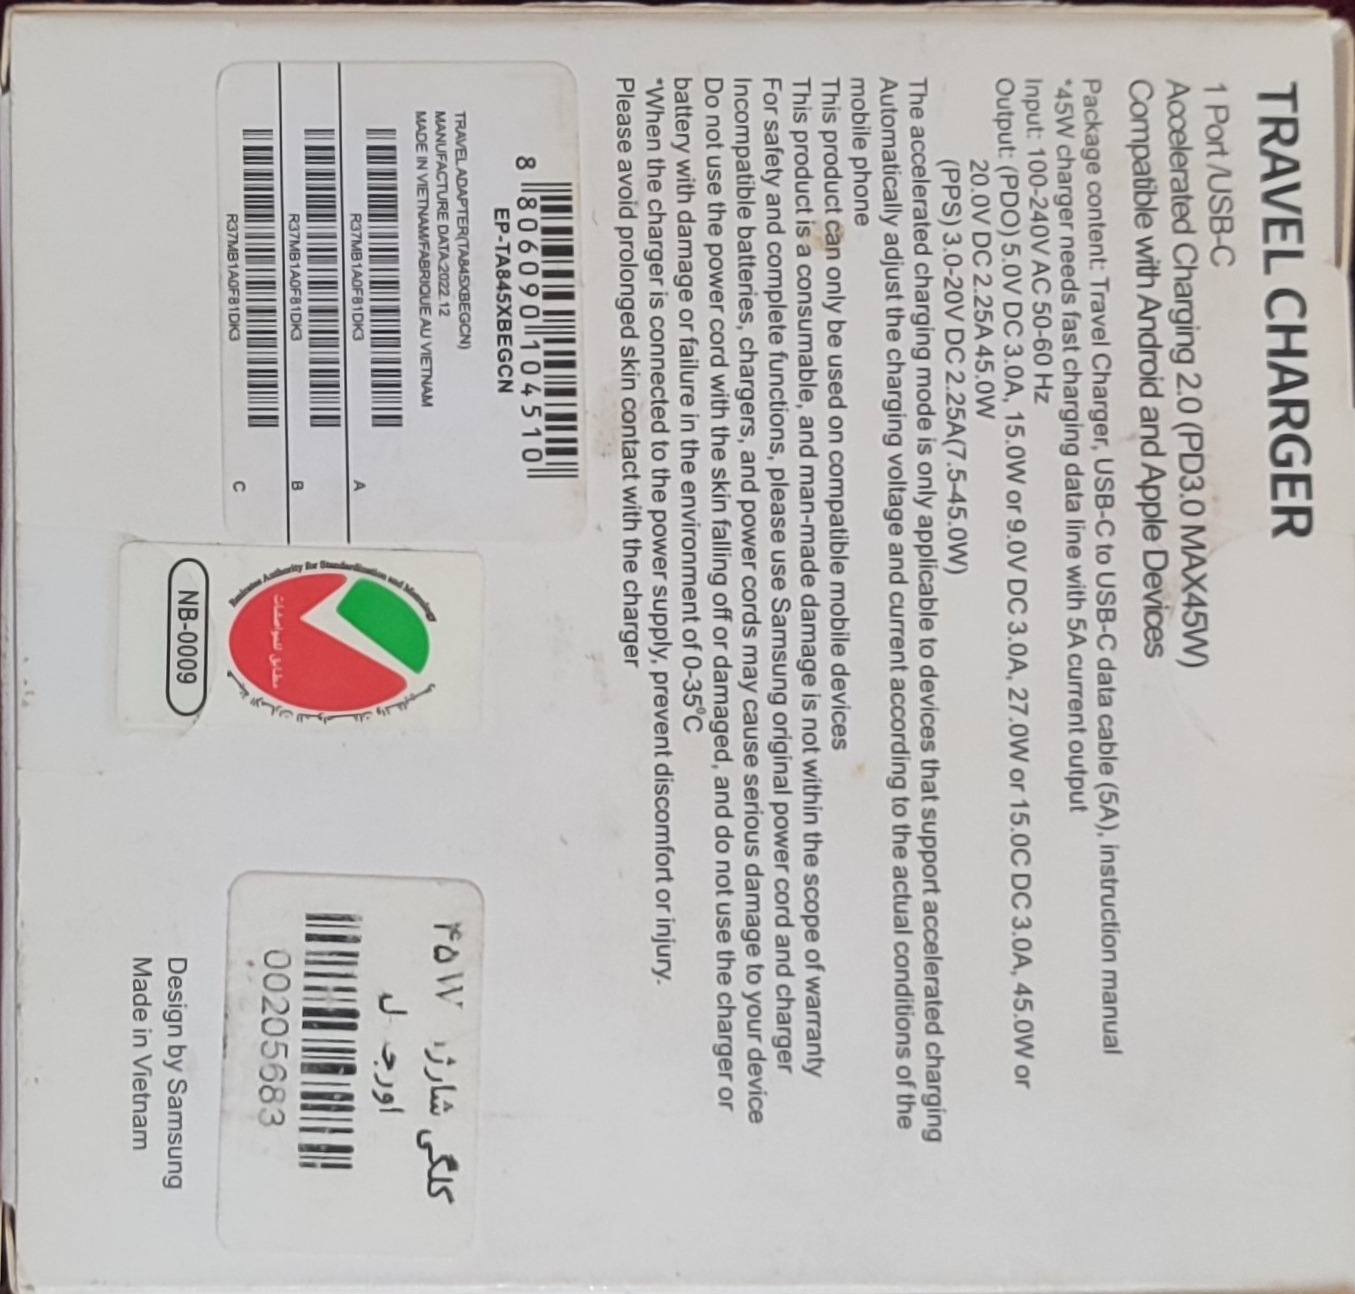 TRAVEL CHARGER
1 Port /USB-C
Accelerated Charging 2.0 (PD3.0 MAX45W)
Compatible with Android and Apple Devices
Package content: Travel Charger, USB-C to USB-C data cable (5A), instruction manual
*45W charger needs fast charging data line with 5A current output
Input: 100-240V AC 50-60 Hz
Output: (PDO) 5.0V DC 3.0A, 15.0W or 9.0V DC 3.0A, 27.0W or 15.0C DC 3.0A, 45.0W or
20.0V DC 2.25A 45.0W
(PPS) 3.0-20V DC 2.25A(7.5-45.0W)
The accelerated charging mode is only applicable to devices that support accelerated charging
Automatically adjust the charging voltage and current according to the actual conditions of the
mobile phone
This product can only be used on compatible mobile devices
This product is a consumable, and man-made damage is not within the scope of warranty
For safety and complete functions, please use Samsung original power cord and charger
Incompatible batteries, chargers, and power cords may cause serious damage to your device
Do not use the power cord with the skin falling off or damaged, and do not use the charger or
battery with damage or failure in the environment of 0-35°C
*When the charger is connected to the power supply, prevent discomfort or injury.
Please avoid prolonged skin contact with the charger
8 806090 104510
EP-TA845XBEGCN
TRAVEL ADAPTER(TA845XBEGCN)
MANUFACTURE DATA:2022.12
MADE IN VIETNAM/FABRIQUE AU VIETNAM
R37MB1A0F81DK3 A
R37MB1A0F81DK3 B
R37MB1A0F81DK3 C
Emirates Authority for Standardization and Metrology
مطابق للمواصفات
NB-0009
کلگی شارژر ۴۵W
00205683
Design by Samsung
Made in Vietnam